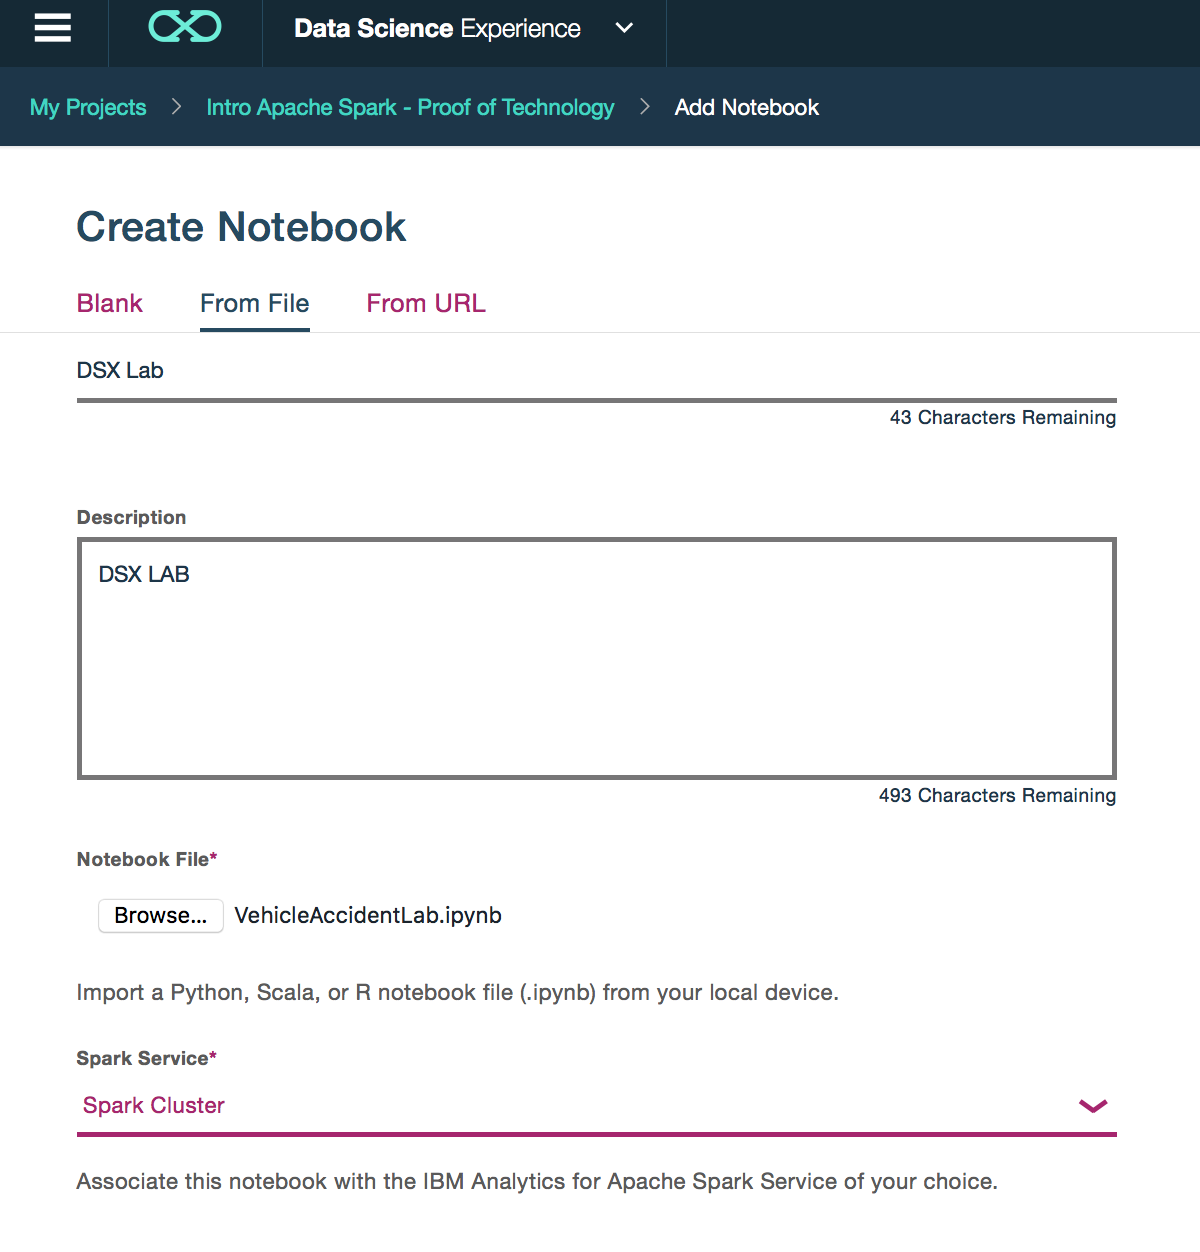 Data Science Experience
My Projects > Intro Apache Spark - Proof of Technology > Add Notebook
Create Notebook
Blank From File From URL
DSX Lab
43 Characters Remaining
Description
DSX LAB
493 Characters Remaining
Notebook File*
Browse... VehicleAccidentLab.ipynb
Import a Python, Scala, or R notebook file (.ipynb) from your local device.
Spark Service*
Spark Cluster
Associate this notebook with the IBM Analytics for Apache Spark Service of your choice.